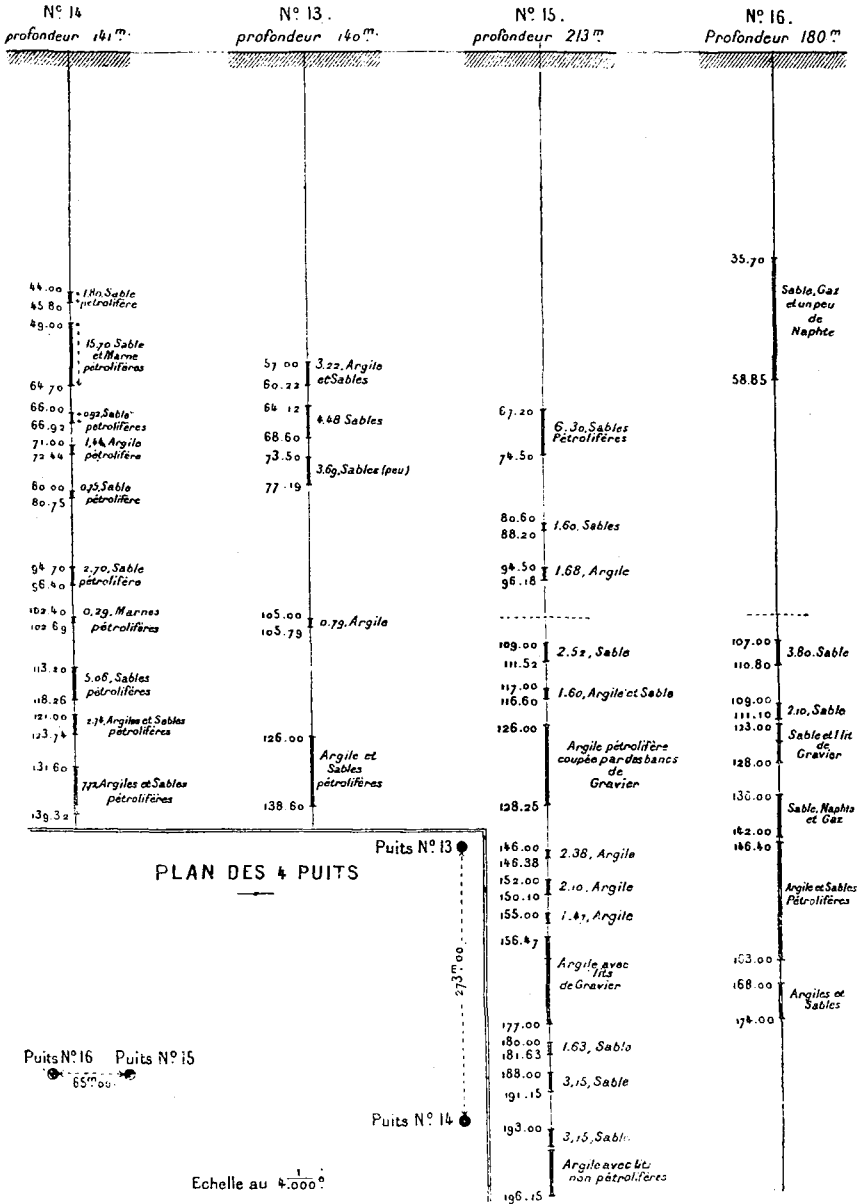 Nº 14
profondeur 141m.
44.00
1.80, Sable
pétrolifère
45.80
49.00
15.70 Sable
et Marne
pétrolifères
64.70
66.00
0.92, Sable
pétrolifères
66.92
71.00
1,44, Argile
pétrolifère
72.44
80.00
0.75, Sable
pétrolifère
80.75
94.70
2.70, Sable
pétrolifère
96.40
102.40
0.29, Marnes
pétrolifères
102.69
113.20
5.06, Sables
pétrolifères
118.26
121.00
2.74, Argiles et Sables
pétrolifères
123.74
131.60
7,72 Argiles et Sables
pétrolifères
139.32
Nº 13.
profondeur 140m.
57.00
3.22, Argile
et Sables
60.22
64.12
4.48 Sables
68.60
73.50
3.69, Sables (peu)
77.19
105.00
0.79, Argile
105.79
126.00
Argile et
Sables
pétrolifères
138.60
Nº 15.
profondeur 213m
67.20
6.30, Sables
Pétrolifères
74.50
80.60
1.60, Sables
88.20
94.50
1.68, Argile
96.18
109.00
2.52, Sable
111.52
117.00
1.60, Argile et Sable
116.60
126.00
Argile pétrolifère
coupée par des bancs
de
Gravier
128.25
146.00
2.38, Argile
146.38
152.00
2.10, Argile
150.10
155.00
1.47, Argile
156.47
Argile avec
lits
de Gravier
177.00
180.00
1.63, Sable
181.63
188.00
3,15, Sable
191.15
193.00
3,15, Sable
Argile avec lits
non pétrolifères
196.15
Nº 16.
Profondeur 180m
35.70
Sable, Gaz
et un peu
de
Naphte
58.85
107.00
3.80. Sable
110.80
109.00
2.10, Sable
111.10
123.00
Sable et 1 lit
de
Gravier
128.00
136.00
Sable, Naphte
et Gaz
142.00
146.40
Argile et Sables
Pétrolifères
163.00
168.00
Argiles et
Sables
174.00
PLAN DES 4 PUITS
Puits Nº 13
273m00
Puits Nº 16 Puits Nº 15
65m00
Puits Nº 14
Echelle au 1/4.000e